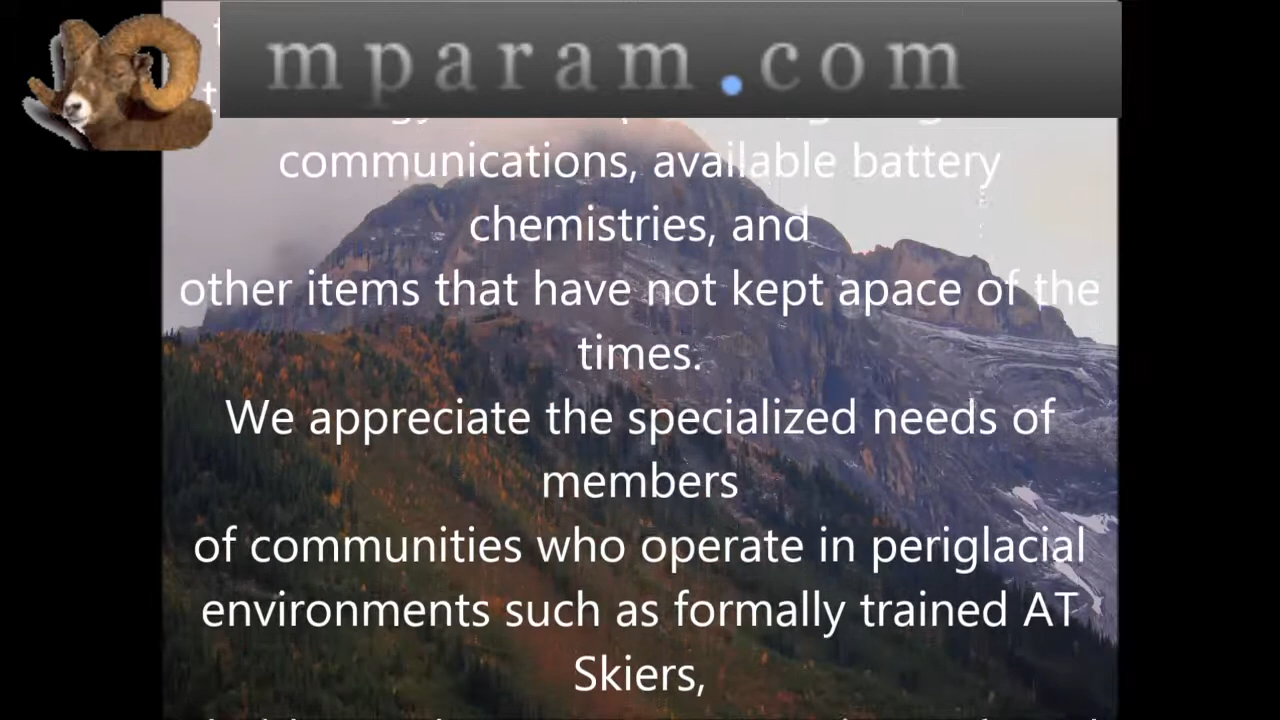 mparam.com
communications, available battery
chemistries, and
other items that have not kept apace of the
times.
We appreciate the specialized needs of
members
of communities who operate in periglacial
environments such as formally trained AT
Skiers,